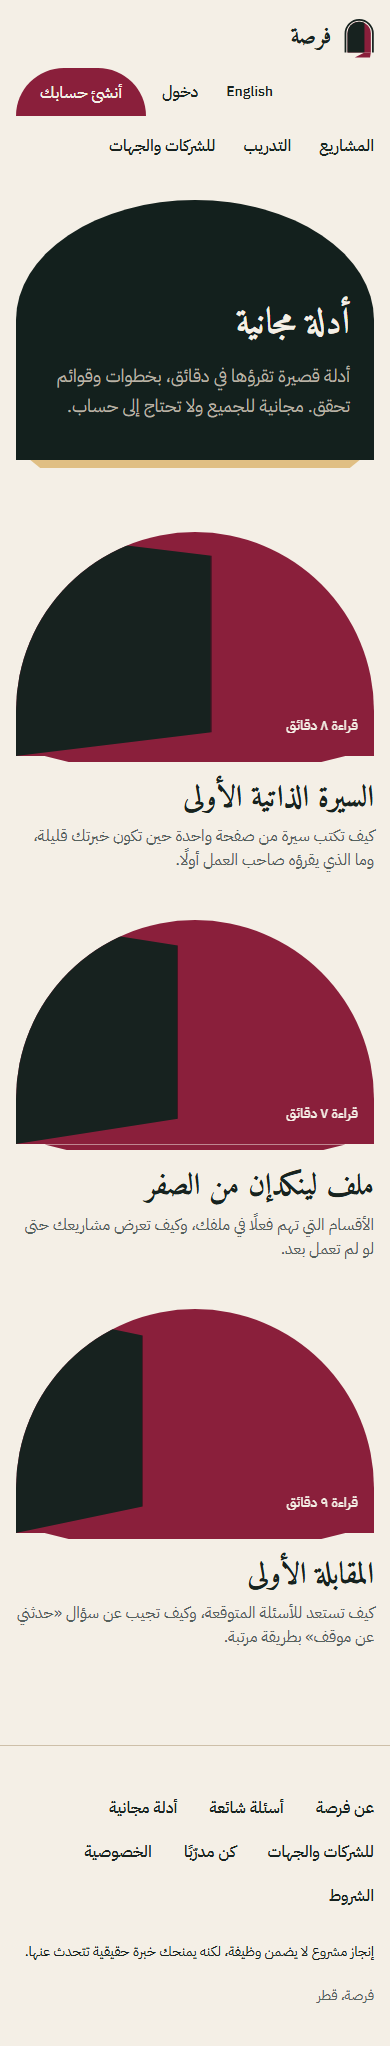 فرصة
English
دخول
أنشئ حسابك
المشاريع
التدريب
للشركات والجهات
أدلة مجانية
أدلة قصيرة تقرؤها في دقائق، بخطوات وقوائم
تحقق. مجانية للجميع ولا تحتاج إلى حساب.
قراءة ٨ دقائق
السيرة الذاتية الأولى
كيف تكتب سيرة من صفحة واحدة حين تكون خبرتك قليلة،
وما الذي يقرؤه صاحب العمل أولًا.
قراءة ٧ دقائق
ملف لينكدإن من الصفر
الأقسام التي تهم فعلًا في ملفك، وكيف تعرض مشاريعك حتى
لو لم تعمل بعد.
قراءة ٩ دقائق
المقابلة الأولى
كيف تستعد للأسئلة المتوقعة، وكيف تجيب عن سؤال «حدثني
عن موقف» بطريقة مرتبة.
عن فرصة
أسئلة شائعة
أدلة مجانية
للشركات والجهات
كن مدرّبًا
الخصوصية
الشروط
إنجاز مشروع لا يضمن وظيفة، لكنه يمنحك خبرة حقيقية تتحدث عنها.
فرصة، قطر